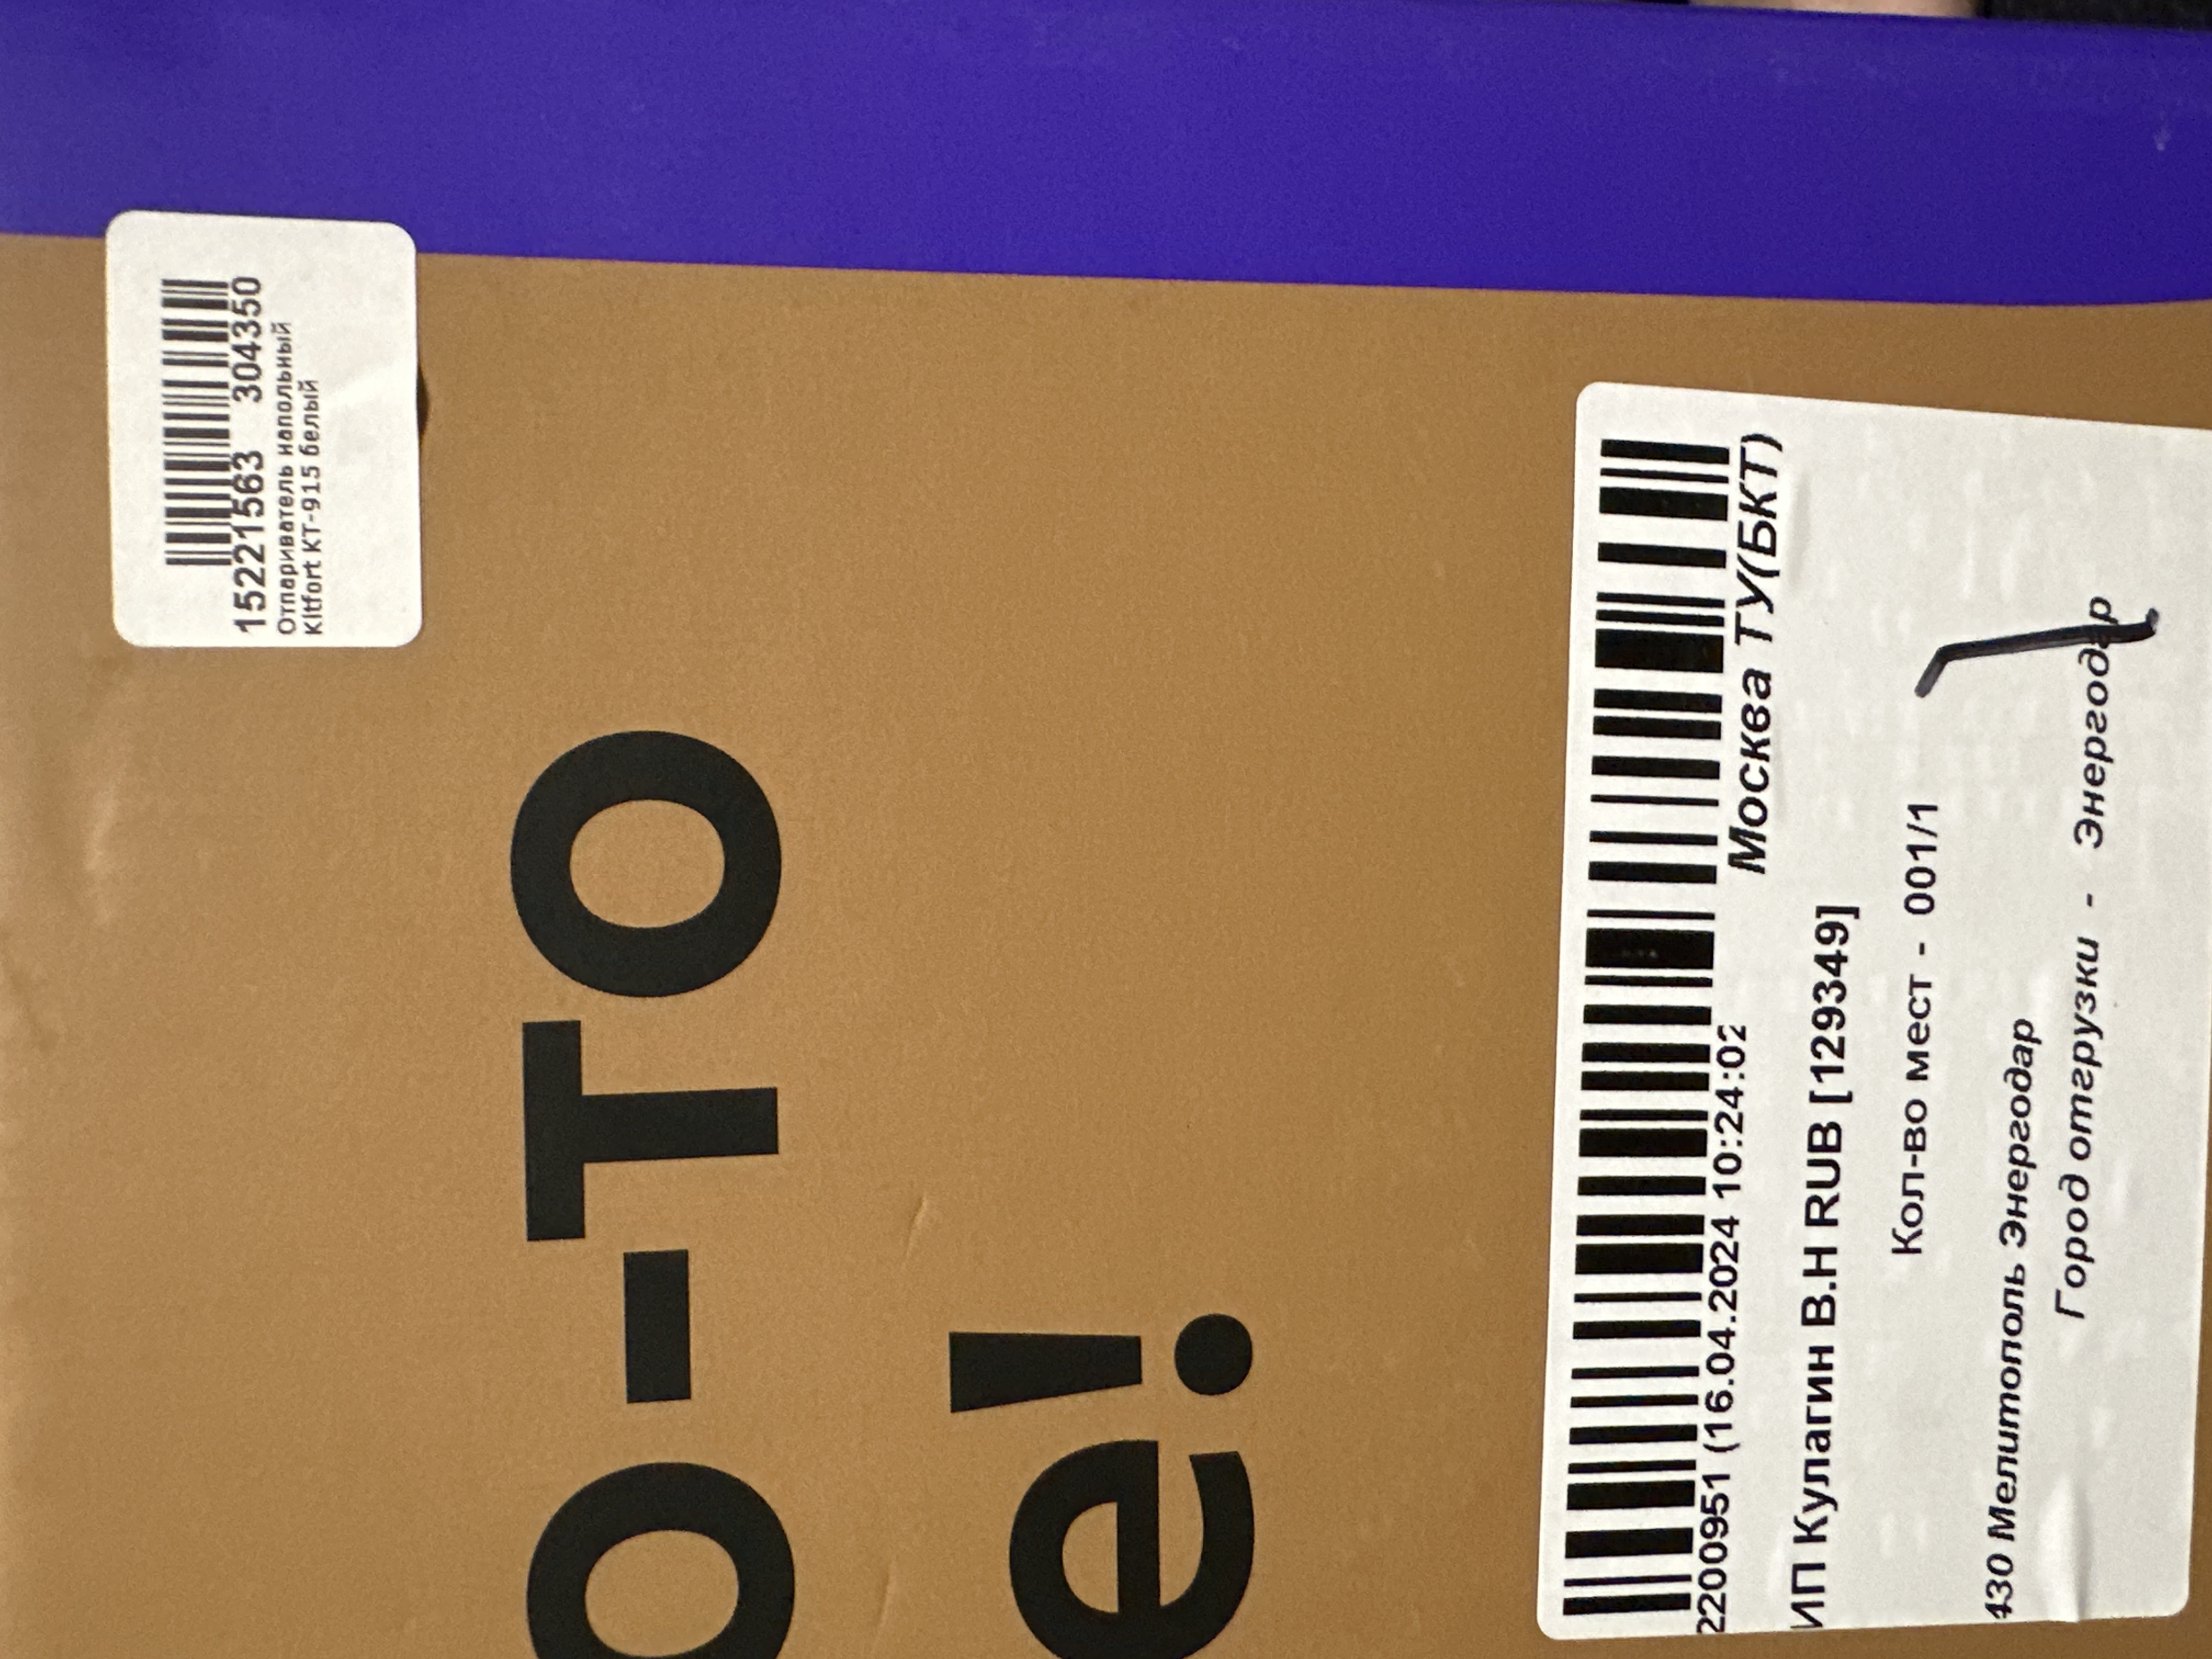 15221563 304350
Отпариватель напольный
Kitfort KT-915 белый
о-то
е!
2200951 (16.04.2024 10:24:02
Москва ТУ(БКТ)
ИП Кулагин В.Н RUB [129349]
Кол-во мест - 001/1
430 Мелитополь Энергодар
Город отгрузки - Энергодар